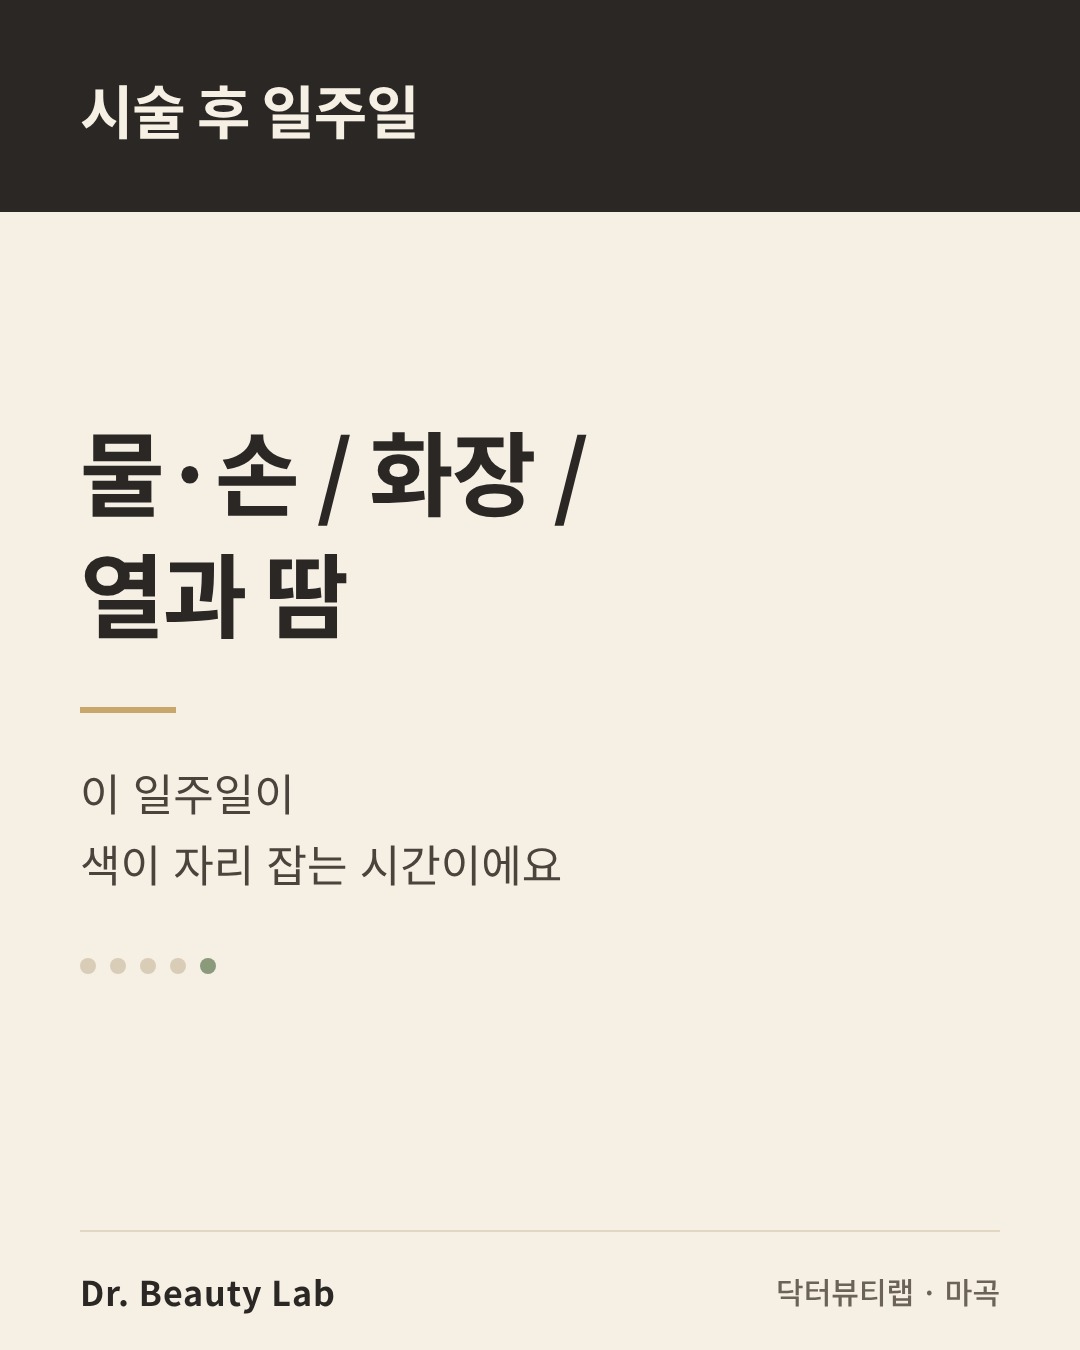 시술 후 일주일
물·손 / 화장 /
열과 땀
이 일주일이
색이 자리 잡는 시간이에요
Dr. Beauty Lab
닥터뷰티랩 · 마곡